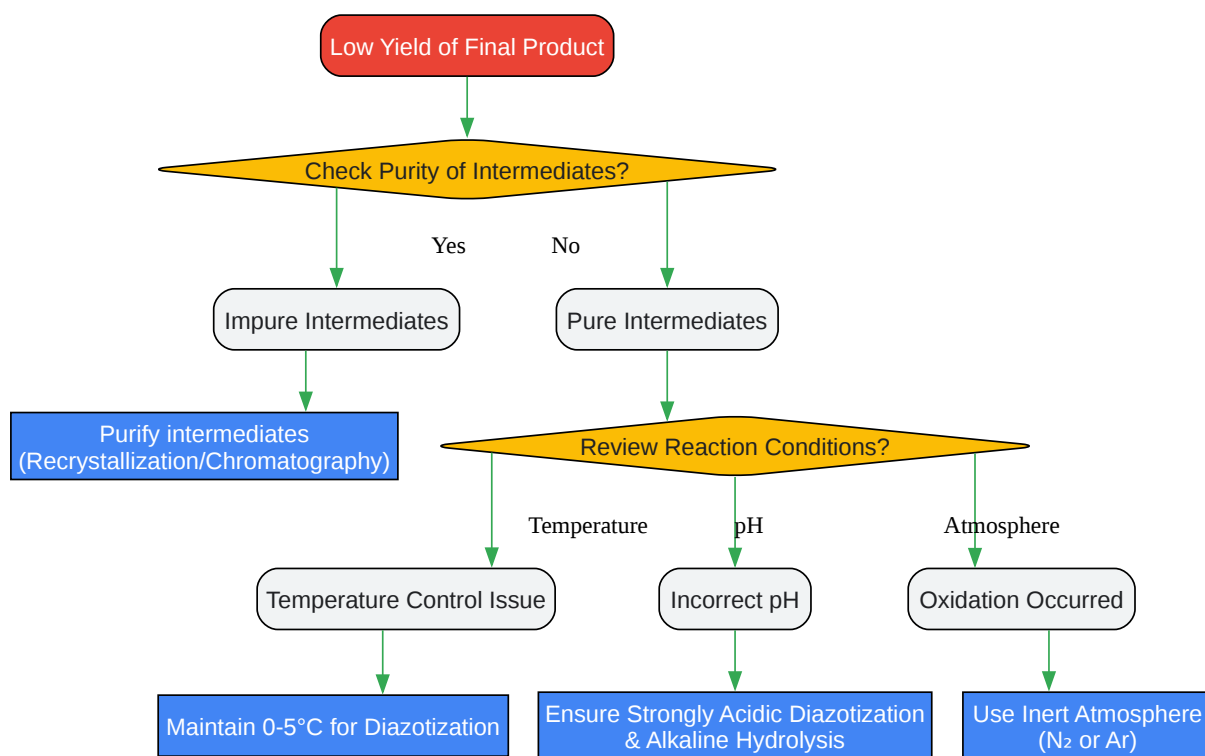 Low Yield of Final Product
Check Purity of Intermediates?
Yes
No
Impure Intermediates
Pure Intermediates
Purify intermediates
(Recrystallization/Chromatography)
Review Reaction Conditions?
Temperature
pH
Atmosphere
Temperature Control Issue
Incorrect pH
Oxidation Occurred
Maintain 0-5°C for Diazotization
Ensure Strongly Acidic Diazotization
& Alkaline Hydrolysis
Use Inert Atmosphere
(N₂ or Ar)